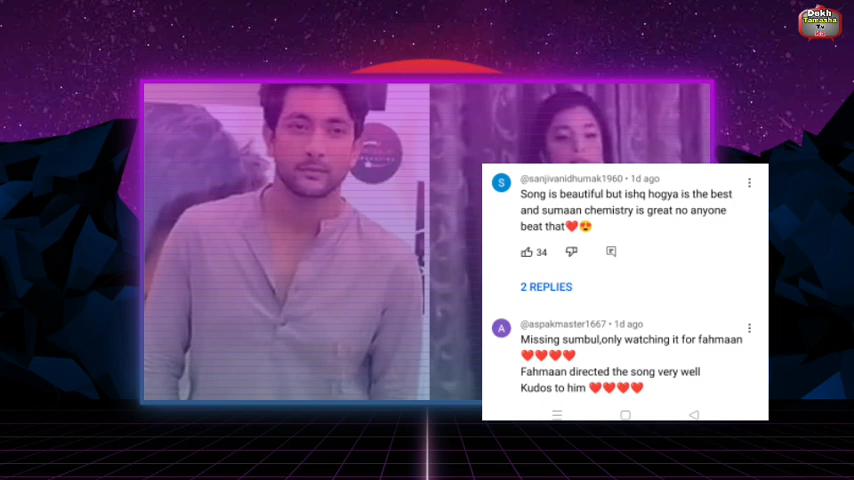 Dekh
Tamasha
Tv
Ka
S
@sanjivanidhumak1960 • 1d ago
Song is beautiful but ishq hogya is the best
and sumaan chemistry is great no anyone
beat that❤️😍
34
2 REPLIES
A
@aspakmaster1667 • 1d ago
Missing sumbul,only watching it for fahmaan
❤️❤️❤️❤️
Fahmaan directed the song very well
Kudos to him ❤️❤️❤️❤️